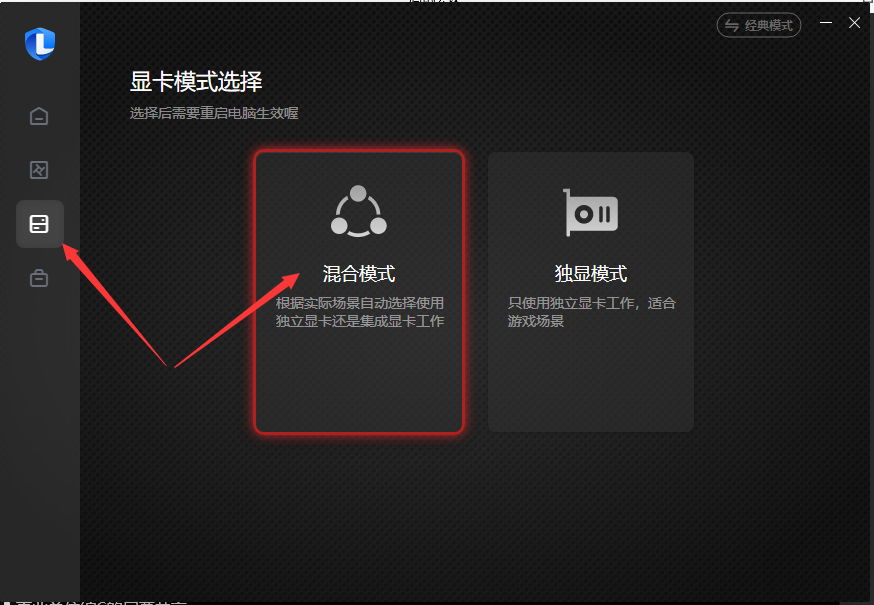 经典模式
显卡模式选择
选择后需要重启电脑生效喔
混合模式
根据实际场景自动选择使用
独立显卡还是集成显卡工作
独显模式
只使用独立显卡工作，适合
游戏场景